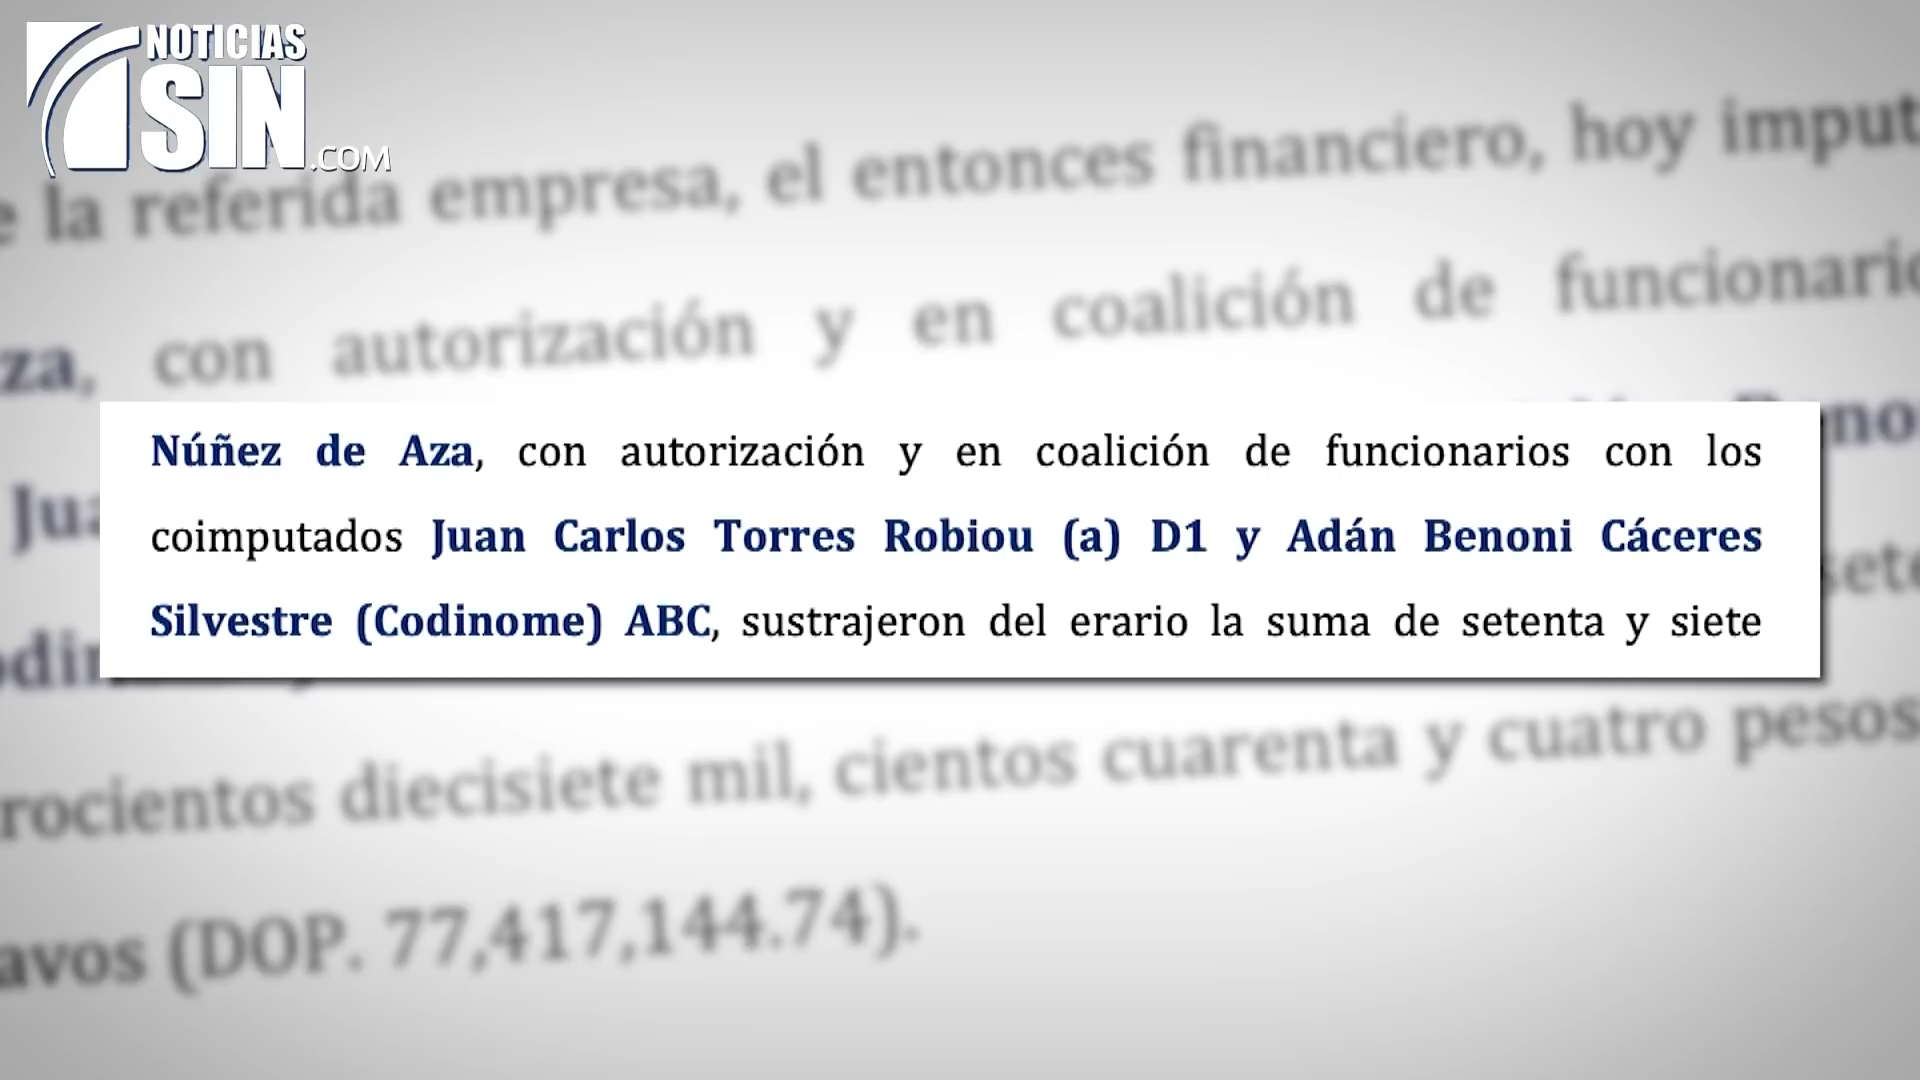 NOTICIAS
SIN.COM
e la referida empresa, el entonces financiero, hoy imput
za, con autorización y en coalición de funcionario
Núñez de Aza, con autorización y en coalición de funcionarios con los
coimputados Juan Carlos Torres Robiou (a) D1 y Adán Benoni Cáceres
Silvestre (Codinome) ABC, sustrajeron del erario la suma de setenta y siete
rocientos diecisiete mil, cientos cuarenta y cuatro pesos
avos (DOP. 77,417,144.74).